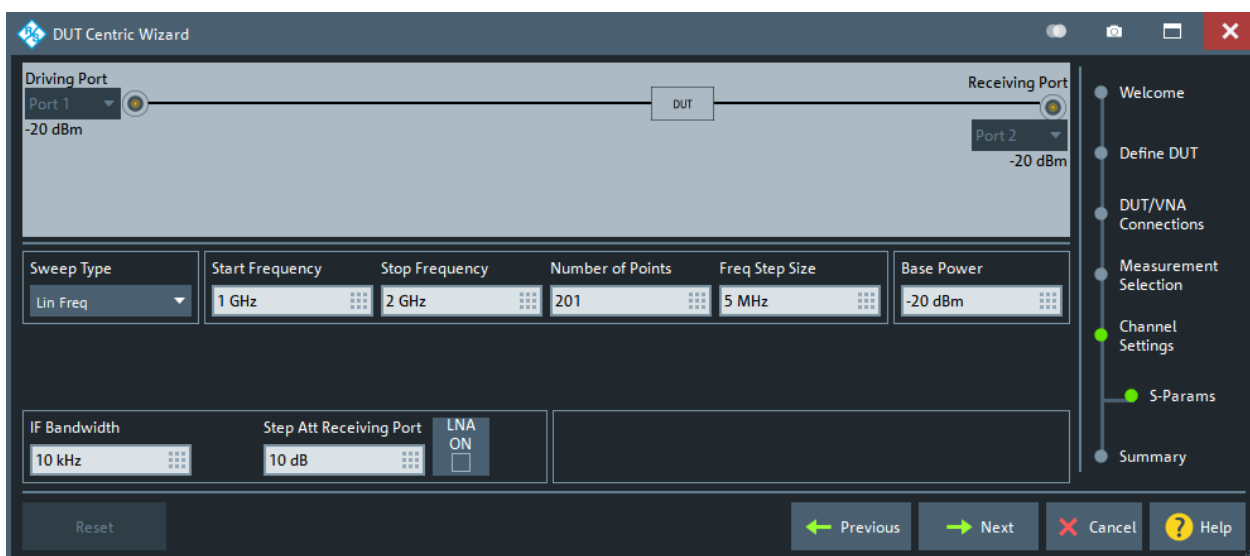 DUT Centric Wizard
Driving Port
Port 1
-20 dBm
DUT
Receiving Port
Port 2
-20 dBm
Sweep Type
Lin Freq
Start Frequency
1 GHz
Stop Frequency
2 GHz
Number of Points
201
Freq Step Size
5 MHz
Base Power
-20 dBm
IF Bandwidth
10 kHz
Step Att Receiving Port
10 dB
LNA
ON
Welcome
Define DUT
DUT/VNA
Connections
Measurement
Selection
Channel
Settings
S-Params
Summary
Reset
Previous
Next
Cancel
? Help